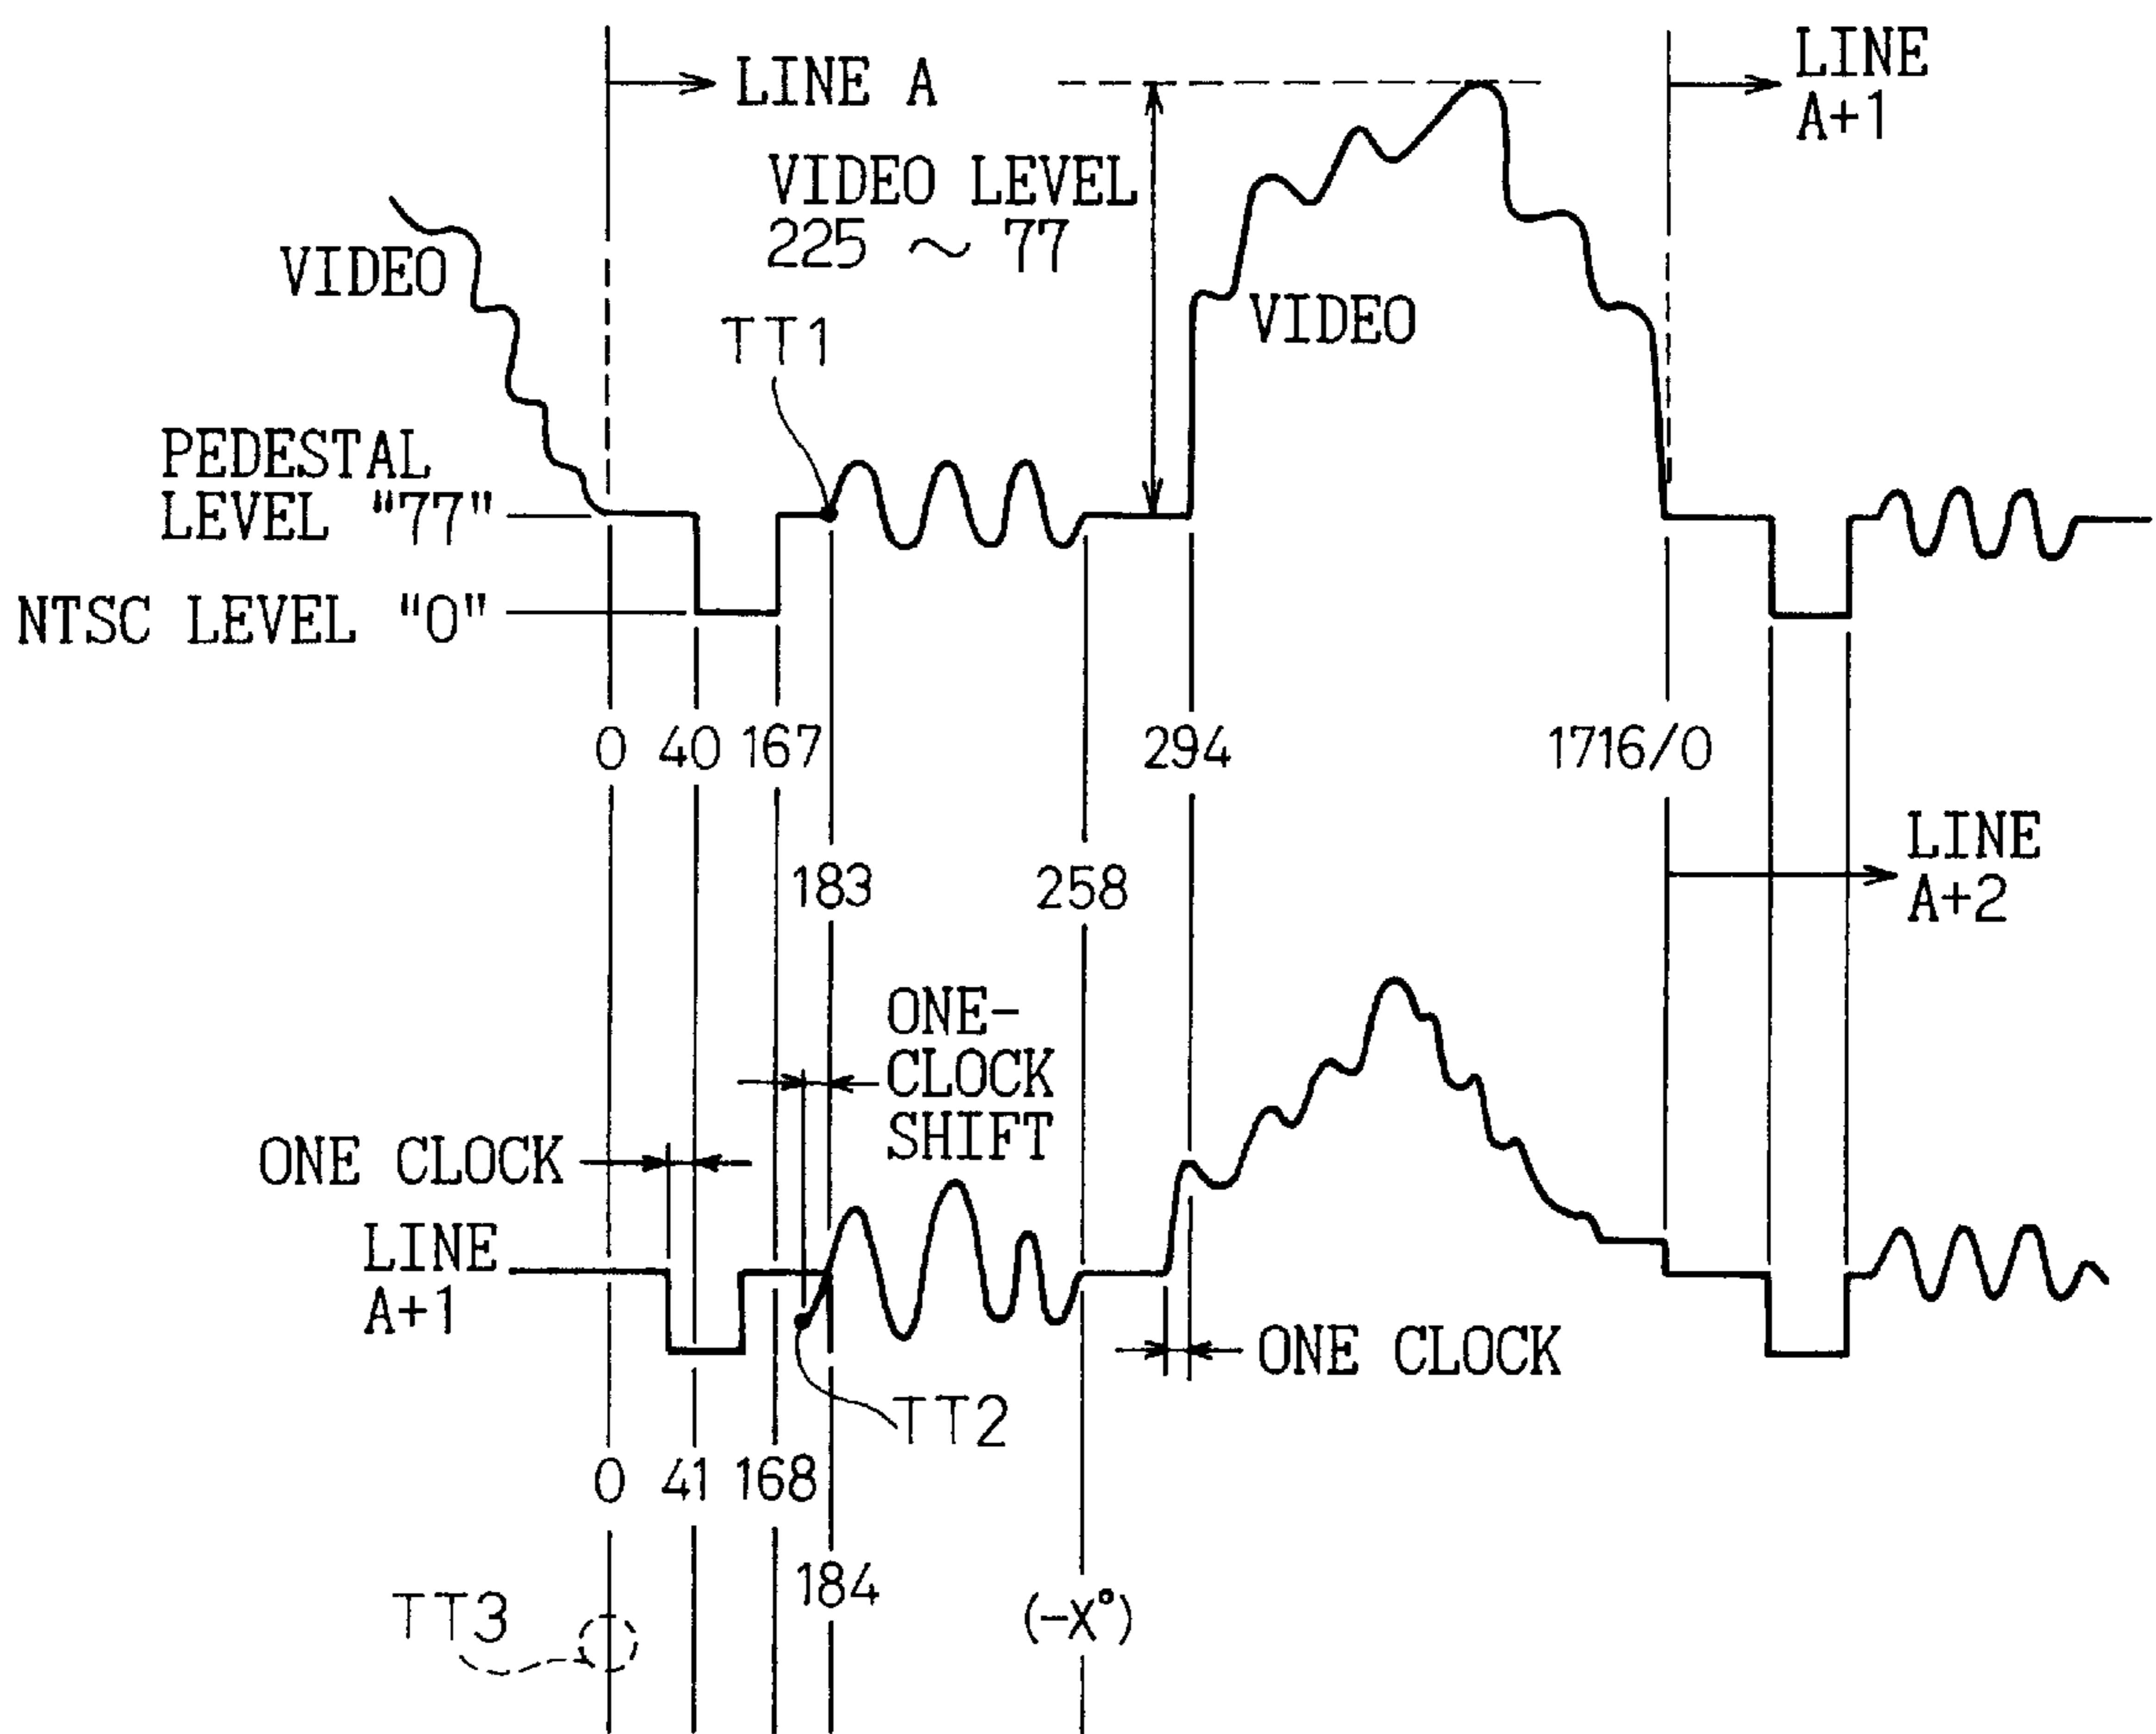 LINE A
LINE
A+1
VIDEO LEVEL
225 ~ 77
VIDEO
VIDEO
TT1
PEDESTAL
LEVEL "77"
NTSC LEVEL "0"
0 40 167 294 1716/0
183 258
LINE
A+2
ONE-
CLOCK
SHIFT
ONE CLOCK
LINE
A+1
ONE CLOCK
TT2
0 41 168
184 (-X°)
TT3